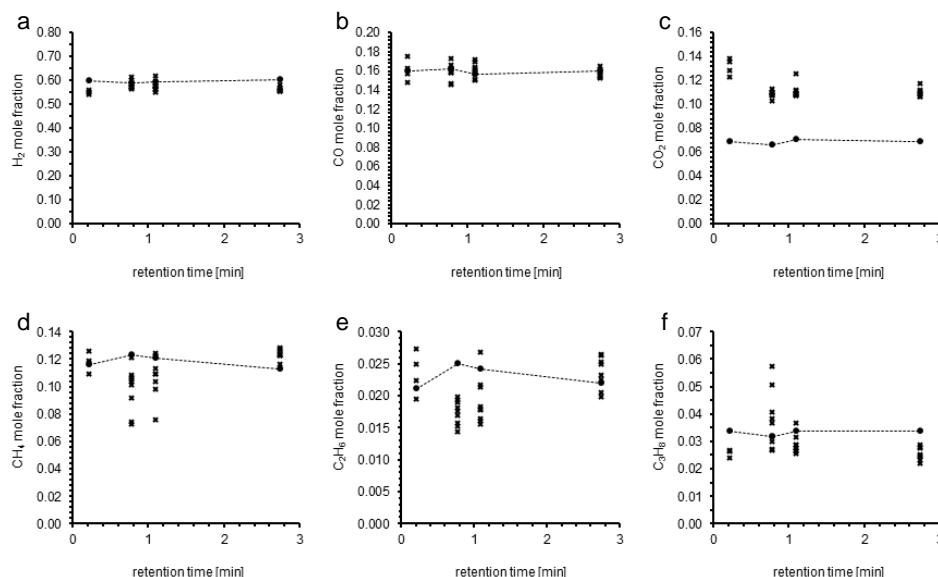 a
0.80
0.70
0.60
0.50
0.40
0.30
0.20
0.10
0.00
H₂ mole fraction
0 1 2 3
retention time [min]
b
0.20
0.18
0.16
0.14
0.12
0.10
0.08
0.06
0.04
0.02
0.00
CO mole fraction
0 1 2 3
retention time [min]
c
0.16
0.14
0.12
0.10
0.08
0.06
0.04
0.02
0.00
CO₂ mole fraction
0 1 2 3
retention time [min]
d
0.14
0.12
0.10
0.08
0.06
0.04
0.02
0.00
CH₄ mole fraction
0 1 2 3
retention time [min]
e
0.030
0.025
0.020
0.015
0.010
0.005
0.000
C₂H₆ mole fraction
0 1 2 3
retention time [min]
f
0.07
0.06
0.05
0.04
0.03
0.02
0.01
0.00
C₃H₈ mole fraction
0 1 2 3
retention time [min]